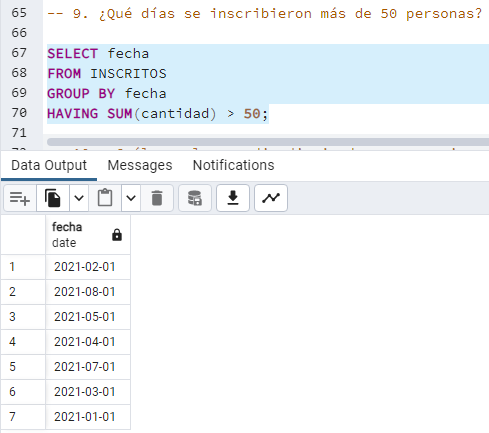 65 -- 9. ¿Qué días se inscribieron más de 50 personas?
66
67 SELECT fecha
68 FROM INSCRITOS
69 GROUP BY fecha
70 HAVING SUM(cantidad) > 50;
71
Data Output Messages Notifications
fecha
date
1 2021-02-01
2 2021-08-01
3 2021-05-01
4 2021-04-01
5 2021-07-01
6 2021-03-01
7 2021-01-01